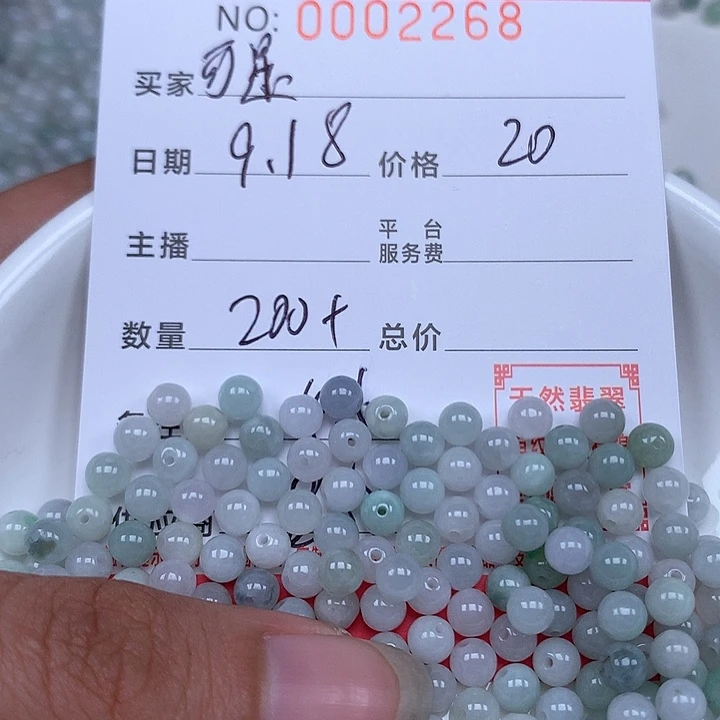 NO: 0002268
买家
日期 9.18 价格 20
主播 平台服务费
数量 200+ 总价
天然翡翠